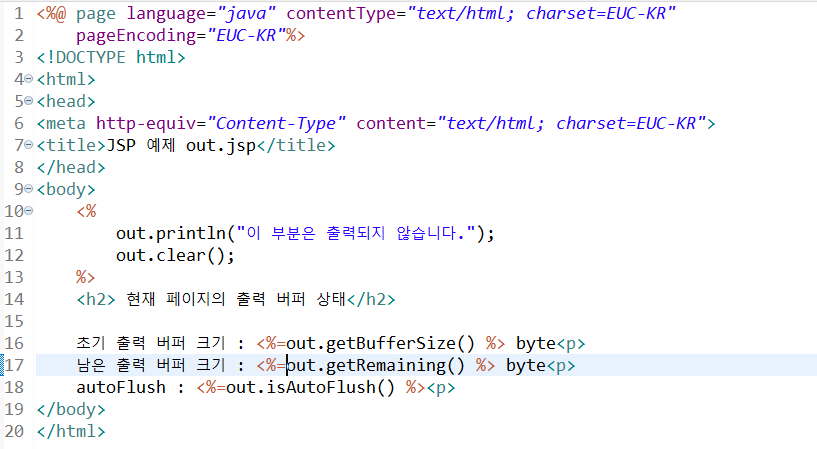 1 <%@ page language="java" contentType="text/html; charset=EUC-KR"
2     pageEncoding="EUC-KR"%>
3 <!DOCTYPE html>
4 <html>
5 <head>
6 <meta http-equiv="Content-Type" content="text/html; charset=EUC-KR">
7 <title>JSP 예제 out.jsp</title>
8 </head>
9 <body>
10     <%
11         out.println("이 부분은 출력되지 않습니다.");
12         out.clear();
13     %>
14     <h2> 현재 페이지의 출력 버퍼 상태</h2>
15
16     초기 출력 버퍼 크기 : <%=out.getBufferSize() %> byte<p>
17     남은 출력 버퍼 크기 : <%=out.getRemaining() %> byte<p>
18     autoFlush : <%=out.isAutoFlush() %><p>
19 </body>
20 </html>